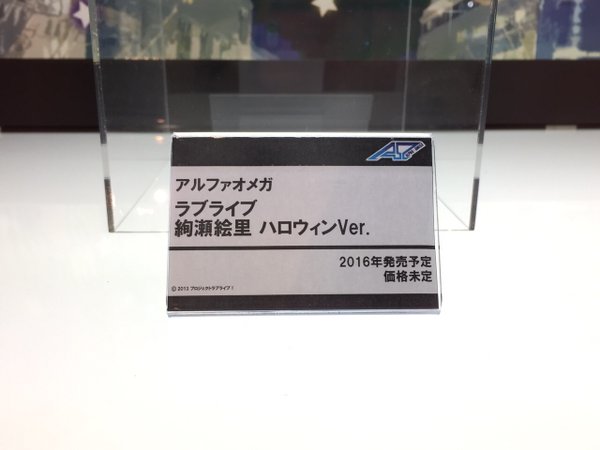 アルファオメガ
ラブライブ
絢瀬絵里 ハロウィンVer.
2016年発売予定
価格未定
© 2013 プロジェクトラブライブ！